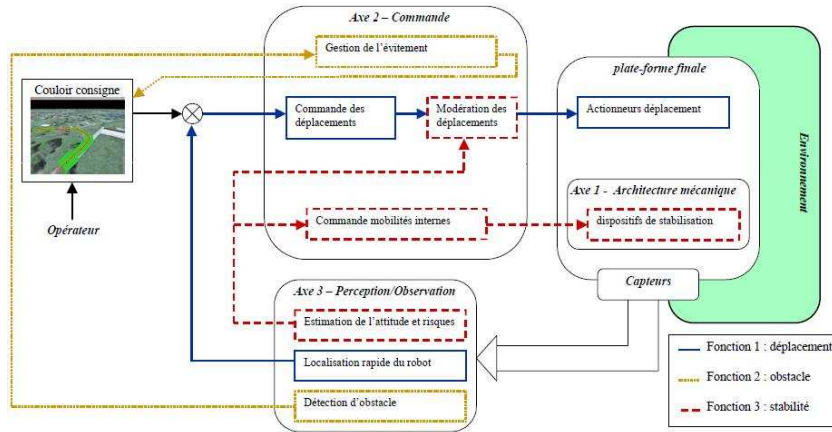 Axe 2 – Commande
Gestion de l'évitement
Couloir consigne
Commande des
déplacements
Modération des
déplacements
Opérateur
Commande mobilités internes
plate-forme finale
Actionneurs déplacement
Axe 1 - Architecture mécanique
dispositifs de stabilisation
Environnement
Capteurs
Axe 3 – Perception/Observation
Estimation de l'attitude et risques
Localisation rapide du robot
Détection d'obstacle
Fonction 1 : déplacement
Fonction 2 : obstacle
Fonction 3 : stabilité